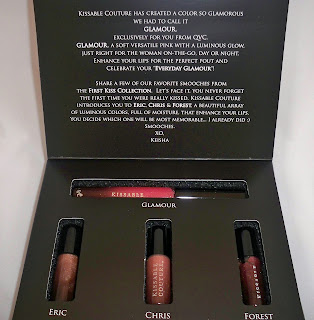 Kissable Couture has created a color so glamorous
we had to call it
GLAMOUR.
exclusively for you from QVC.
GLAMOUR, a soft versatile pink with a luminous glow.
Just right for the woman on-the-go, day or night.
Enhance your lips for the perfect pout and
celebrate your "Everyday Glamour"!
Share a few of our favorite smooches from
the First Kiss Collection. Let's face it, you never forget
the first time you were really kissed. Kissable Couture
introduces you to Eric, Chris & Forest, a beautiful array
of luminous colors, full of moisture, that enhance your lips.
You decide which one will be most memorable... I already did :)
Smooches,
XO,
Keisha
KISSABLE
Glamour
KISSABLE
COUTURE
Eric
Chris
Forest